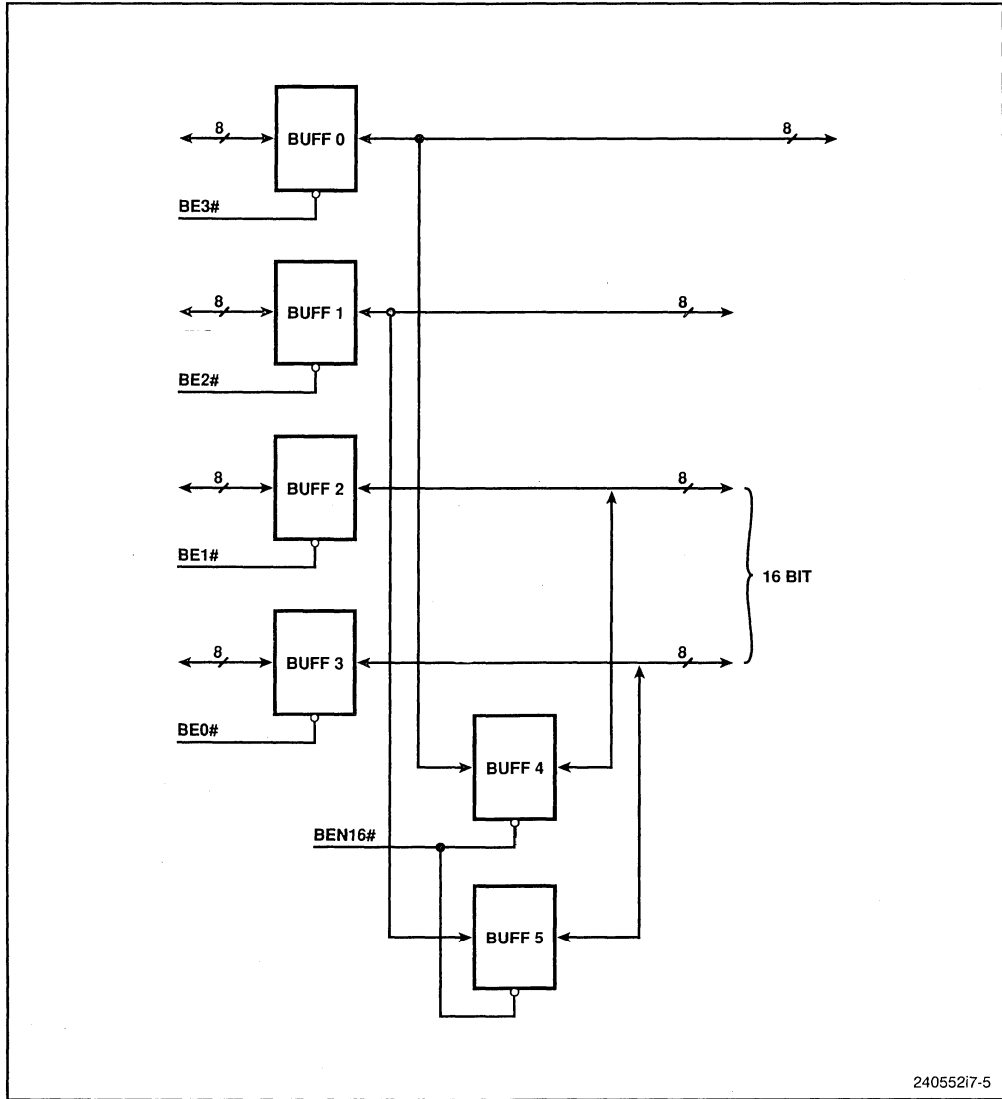 8 BUFF 0 8
BE3#
8 BUFF 1 8
BE2#
8 BUFF 2 8
BE1#
16 BIT
8 BUFF 3 8
BE0#
BUFF 4
BEN16#
BUFF 5
240552i7-5